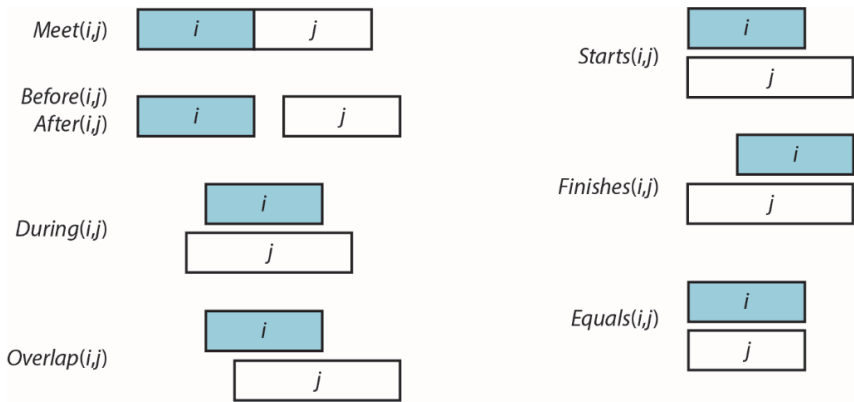 Meet(i,j)
i
j
Before(i,j)
After(i,j)
i
j
During(i,j)
i
j
Overlap(i,j)
i
j
Starts(i,j)
i
j
Finishes(i,j)
i
j
Equals(i,j)
i
j